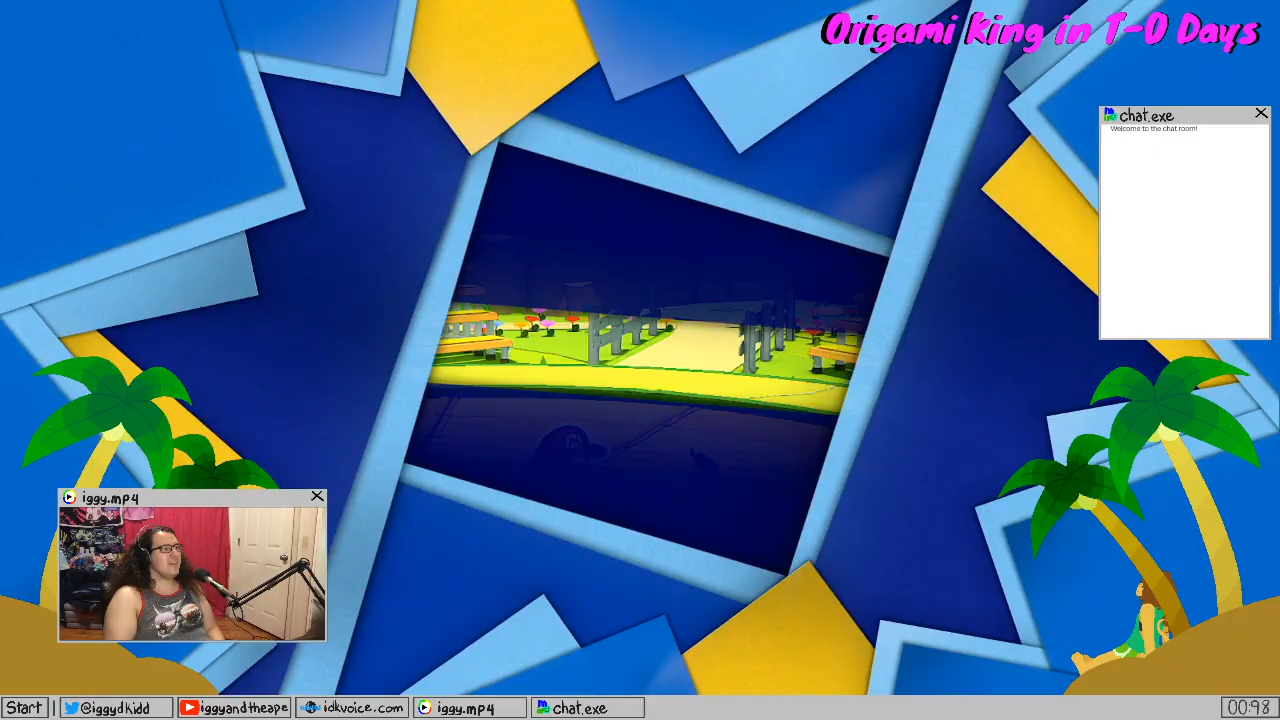 Origami King in T-0 Days
chat.exe
Welcome to the chat room!
iggy.mp4
Start
@iggydkidd
iggyandtheape
www
idkvoice.com
iggy.mp4
chat.exe
00:98